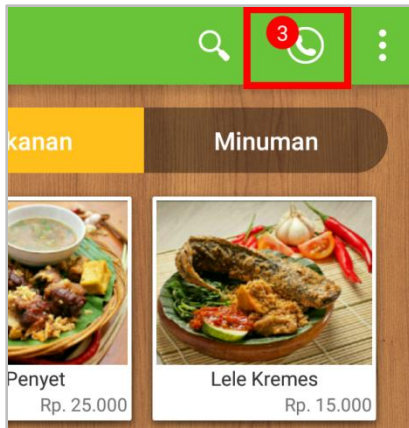 3
kanan
Minuman
Penyet
Lele Kremes
Rp. 25.000
Rp. 15.000